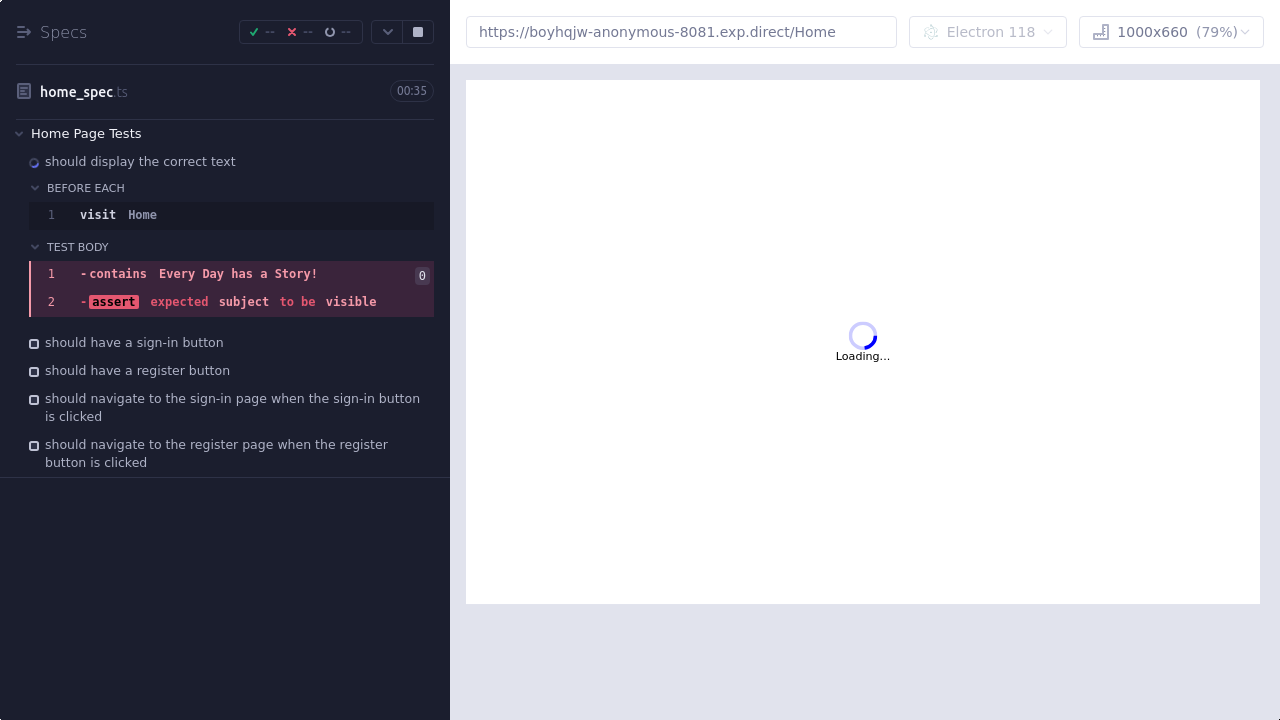 Specs
--
--
--
home_spec.ts
00:35
Home Page Tests
should display the correct text
BEFORE EACH
1 visit Home
TEST BODY
1 -contains Every Day has a Story! 0
2 -assert expected subject to be visible
should have a sign-in button
should have a register button
should navigate to the sign-in page when the sign-in button
is clicked
should navigate to the register page when the register
button is clicked
https://boyhqjw-anonymous-8081.exp.direct/Home
Electron 118
1000x660 (79%)
Loading...